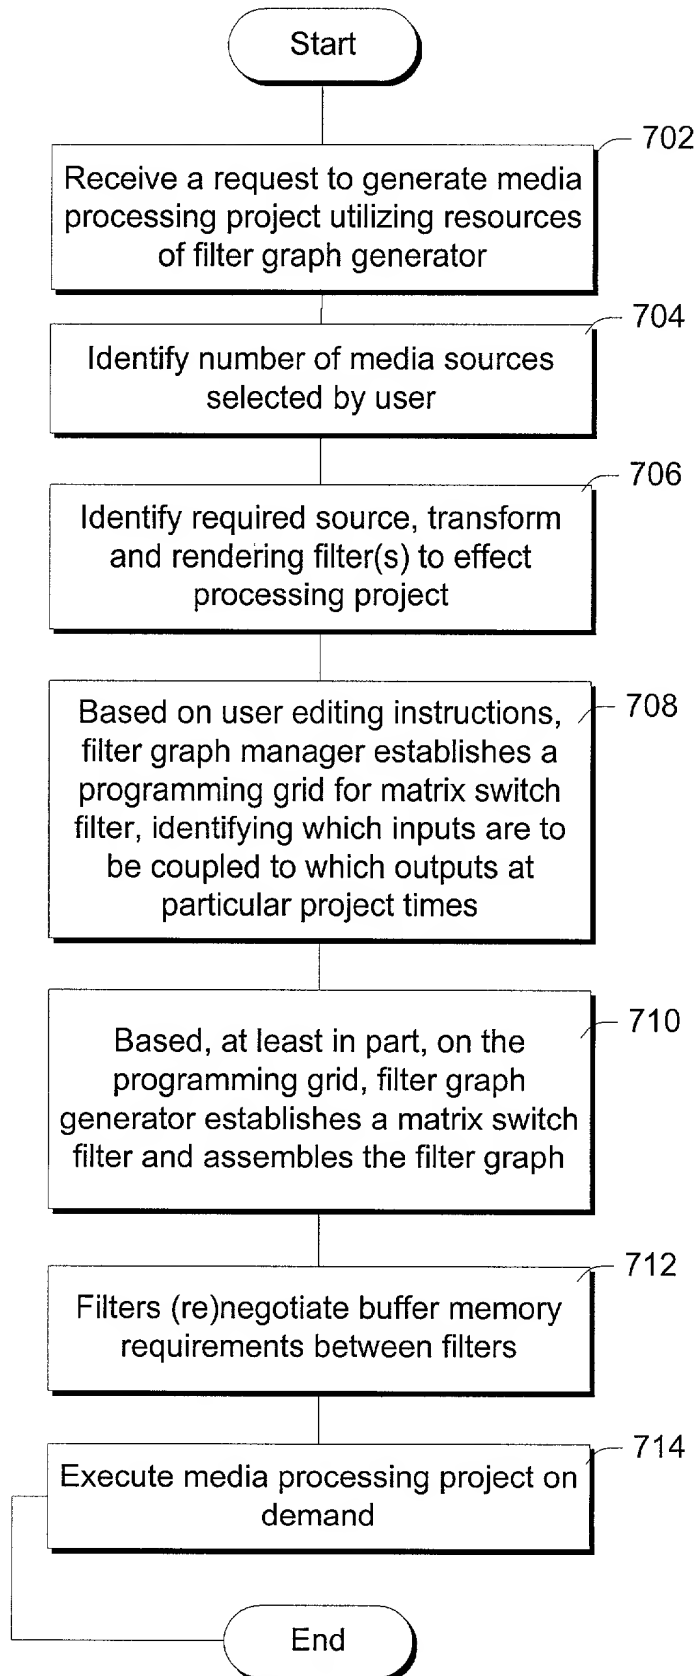 Start
702
Receive a request to generate media
processing project utilizing resources
of filter graph generator
704
Identify number of media sources
selected by user
706
Identify required source, transform
and rendering filter(s) to effect
processing project
708
Based on user editing instructions,
filter graph manager establishes a
programming grid for matrix switch
filter, identifying which inputs are to
be coupled to which outputs at
particular project times
710
Based, at least in part, on the
programming grid, filter graph
generator establishes a matrix switch
filter and assembles the filter graph
712
Filters (re)negotiate buffer memory
requirements between filters
714
Execute media processing project on
demand
End